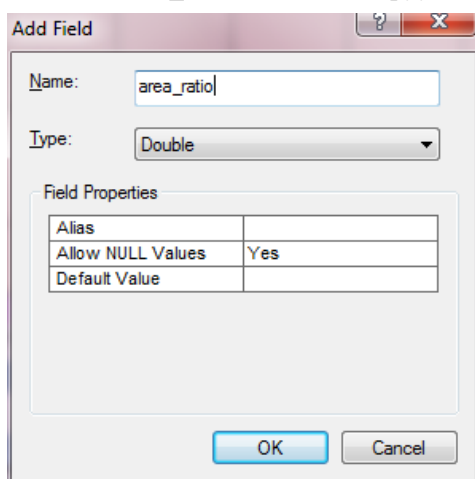 Add Field
?
X
Name: area_ratio
Type: Double
Field Properties
Alias
Allow NULL Values Yes
Default Value
OK Cancel